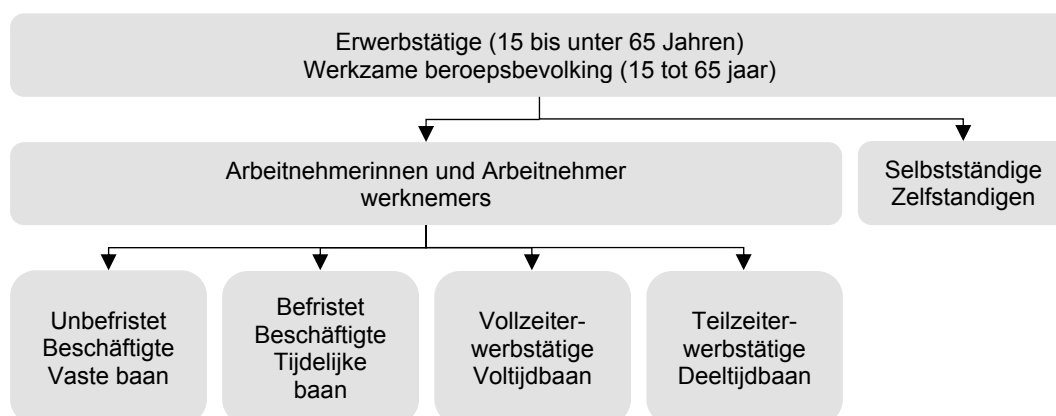 Erwerbstätige (15 bis unter 65 Jahren)
Werkzame beroepsbevolking (15 tot 65 jaar)
Arbeitnehmerinnen und Arbeitnehmer
werknemers
Selbstständige
Zelfstandigen
Unbefristet
Beschäftigte
Vaste baan
Befristet
Beschäftigte
Tijdelijke
baan
Vollzeiter-
werbstätige
Voltijdbaan
Teilzeiter-
werbstätige
Deeltijdbaan